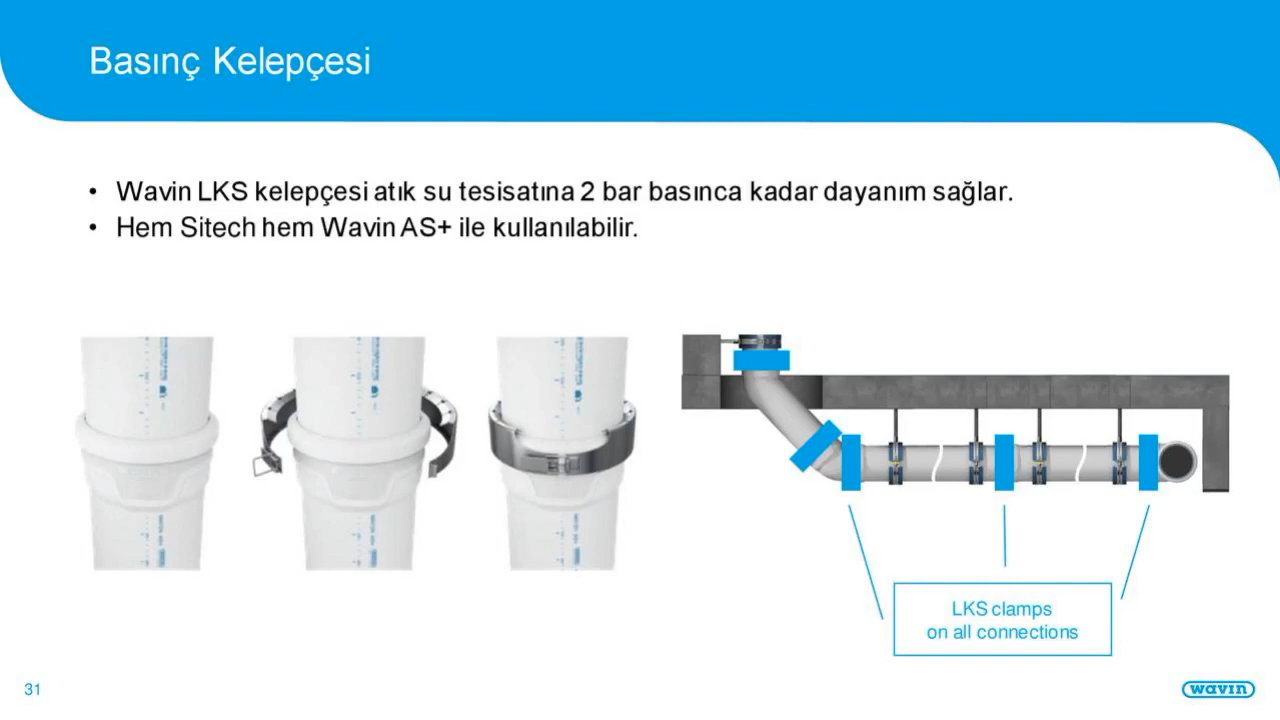 Basınç Kelepçesi
• Wavin LKS kelepçesi atık su tesisatına 2 bar basınca kadar dayanım sağlar.
• Hem Sitech hem Wavin AS+ ile kullanılabilir.
LKS clamps
on all connections
31
wavin